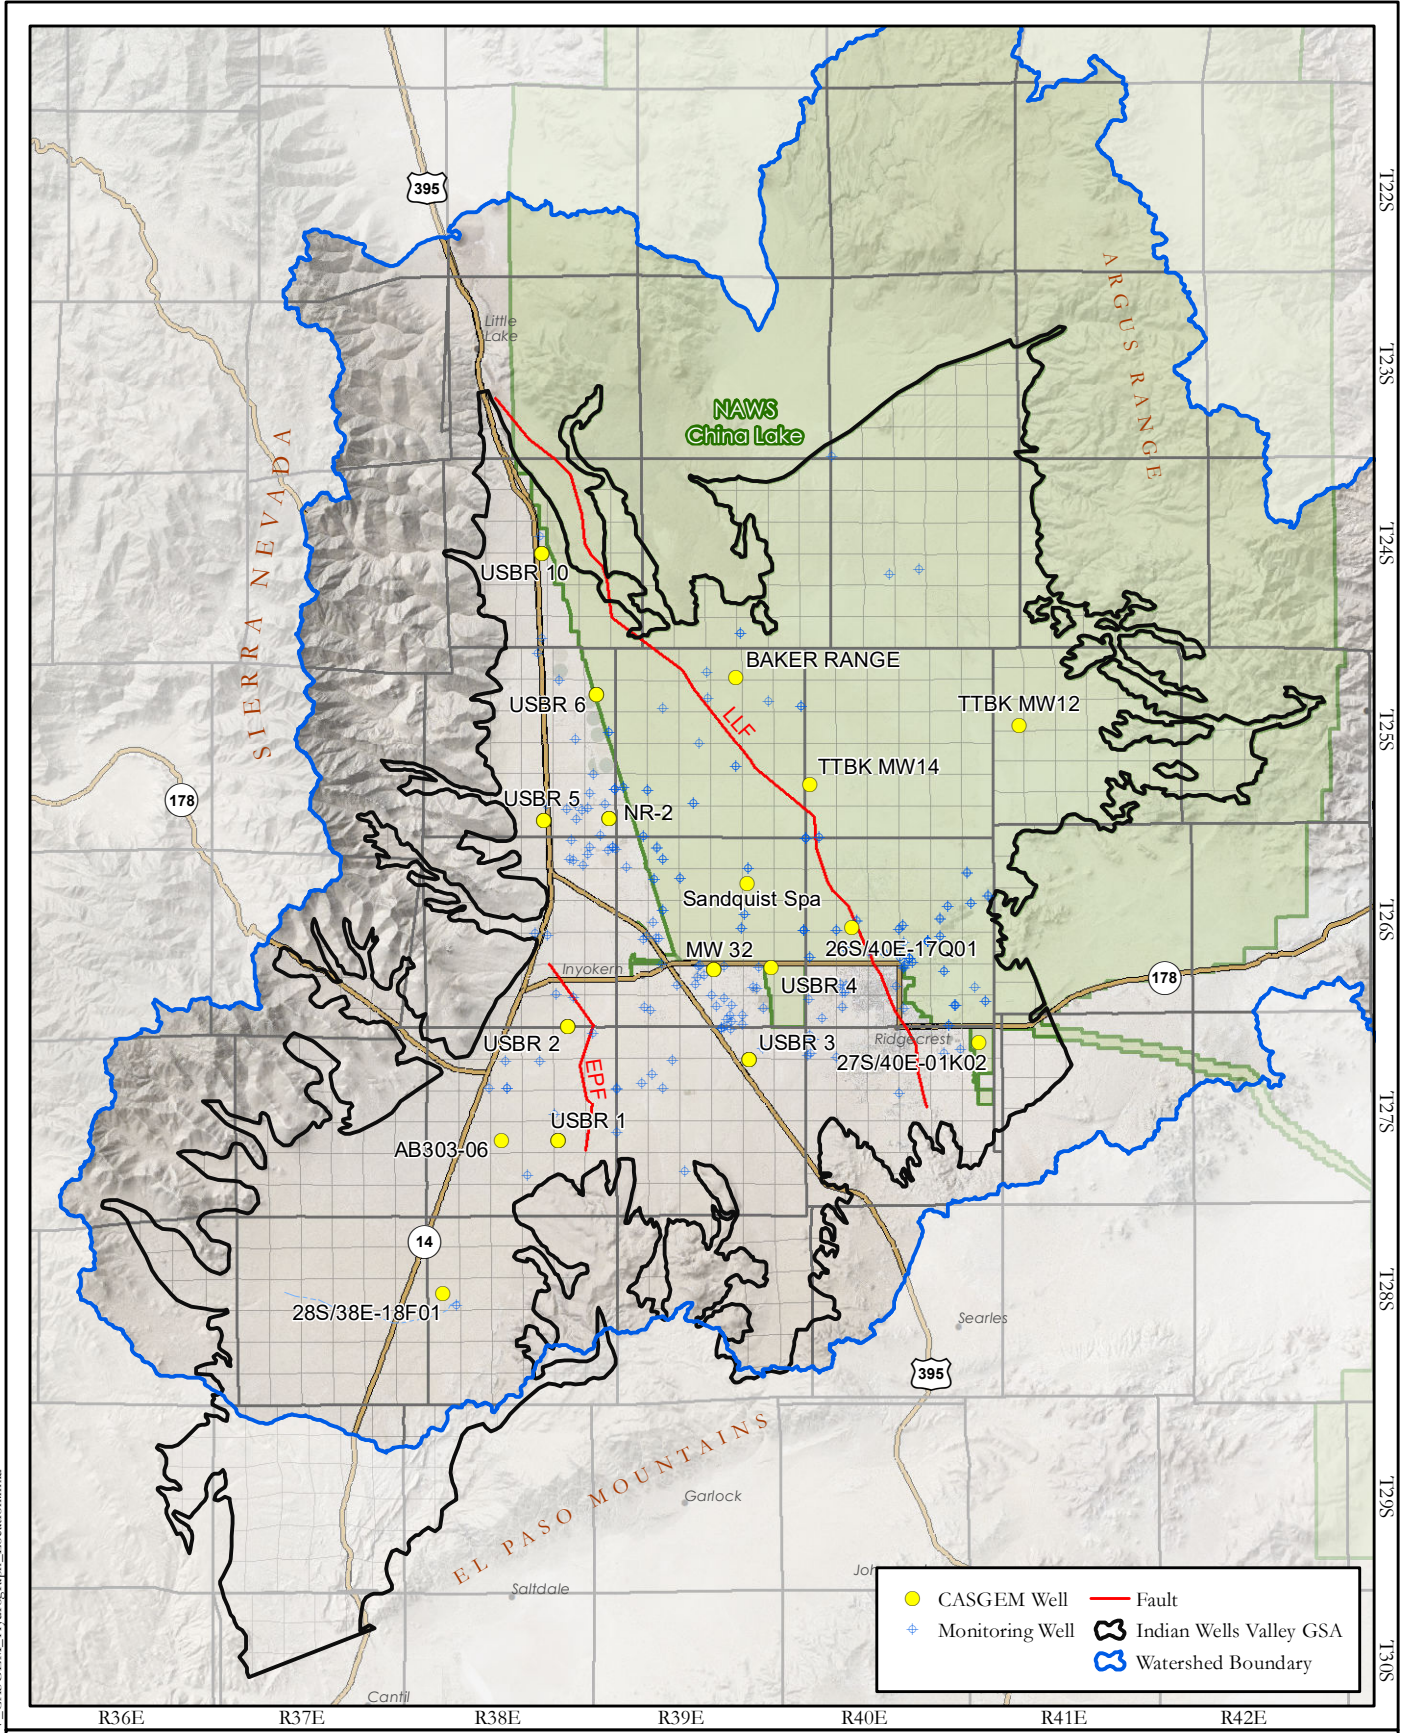 395
T22S
ARGUS RANGE
Little
Lake
T23S
NAWS
China Lake
SIERRA NEVADA
T24S
USBR 10
BAKER RANGE
USBR 6
TTBK MW12
LLF
T25S
TTBK MW14
178
USBR 5
NR-2
Sandquist Spa
T26S
26S/40E-17Q01
MW 32
Inyokern
178
USBR 4
USBR 2
USBR 3
Ridgecrest
27S/40E-01K02
EPF
T27S
USBR 1
AB303-06
14
28S/38E-18F01
T28S
Searles
395
EL PASO MOUNTAINS
Garlock
T29S
Saltdale
CASGEM Well
Fault
Monitoring Well
Indian Wells Valley GSA
Watershed Boundary
T30S
Cantil
R36E R37E R38E R39E R40E R41E R42E